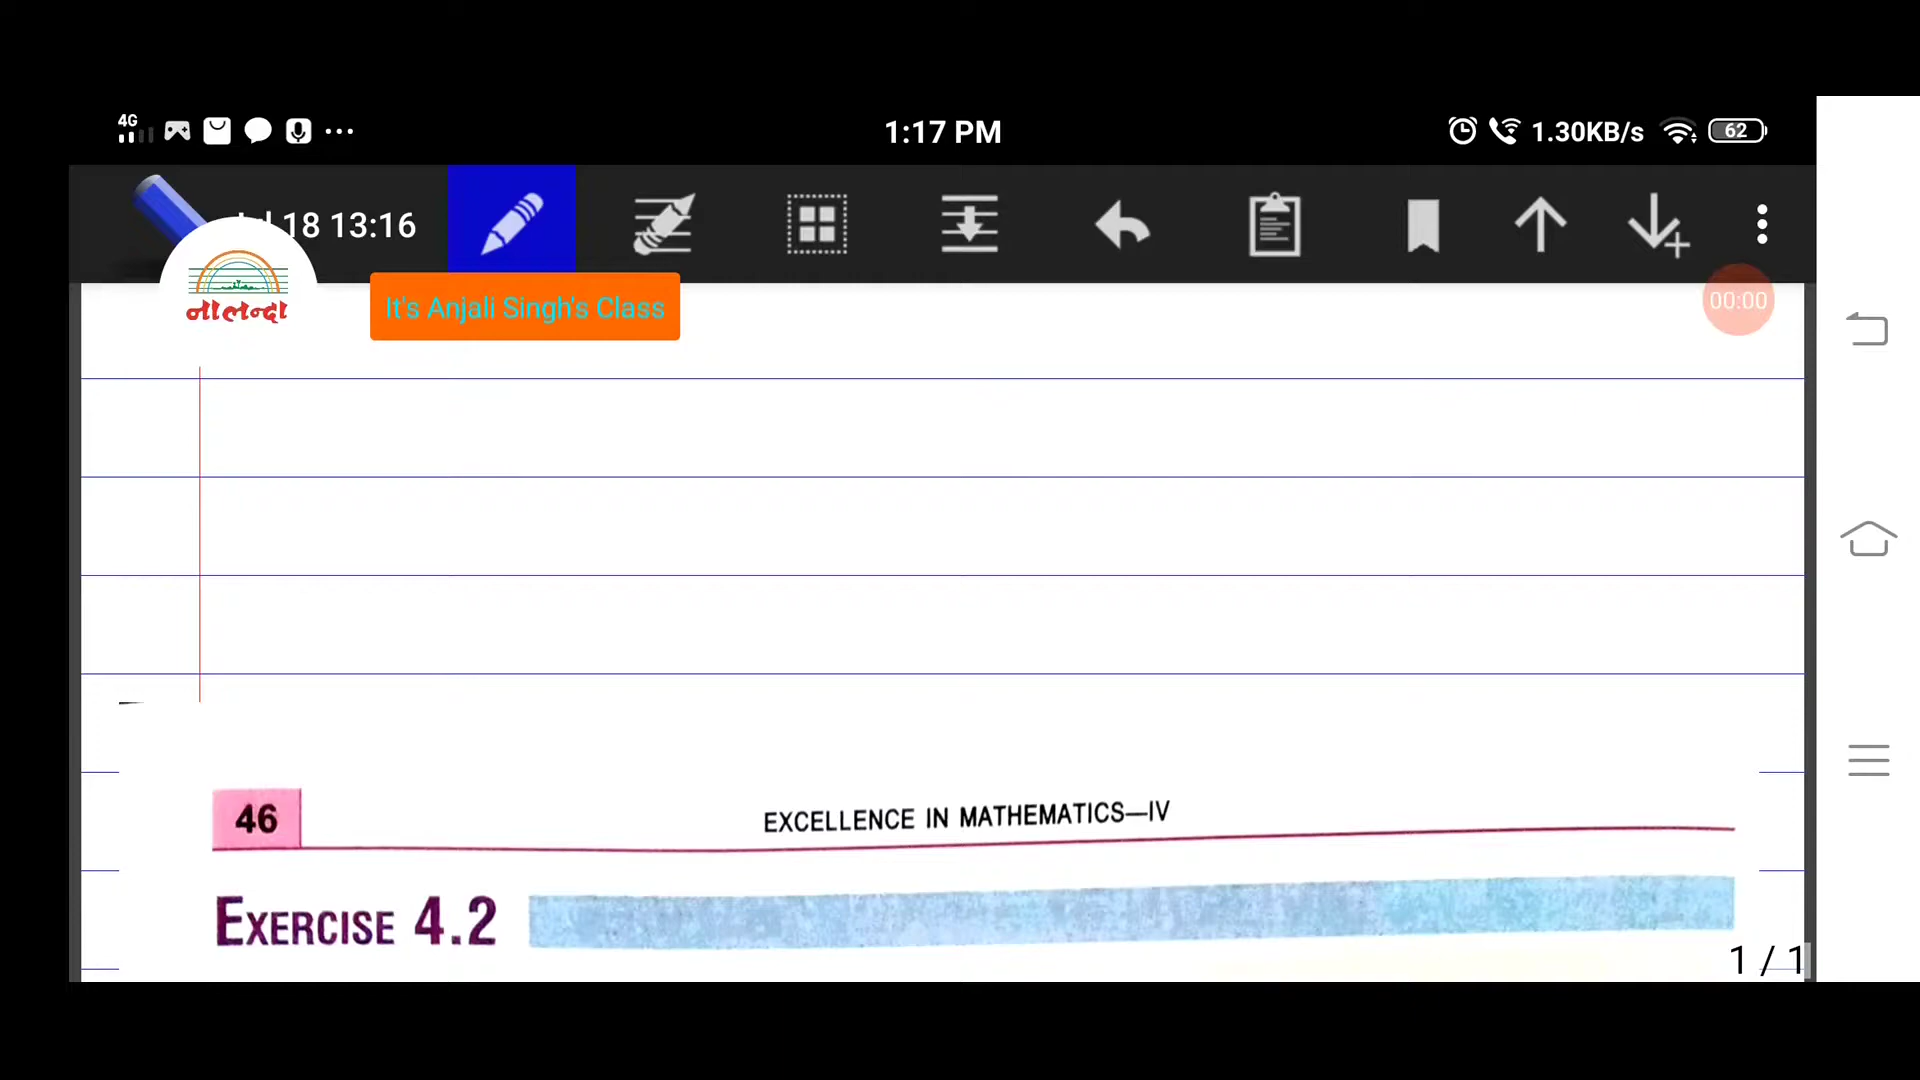 4G
1:17 PM
1.30KB/s
62
18 13:16
नालन्दा
It's Anjali Singh's Class
00:00
46
EXCELLENCE IN MATHEMATICS—IV
EXERCISE 4.2
1 / 1